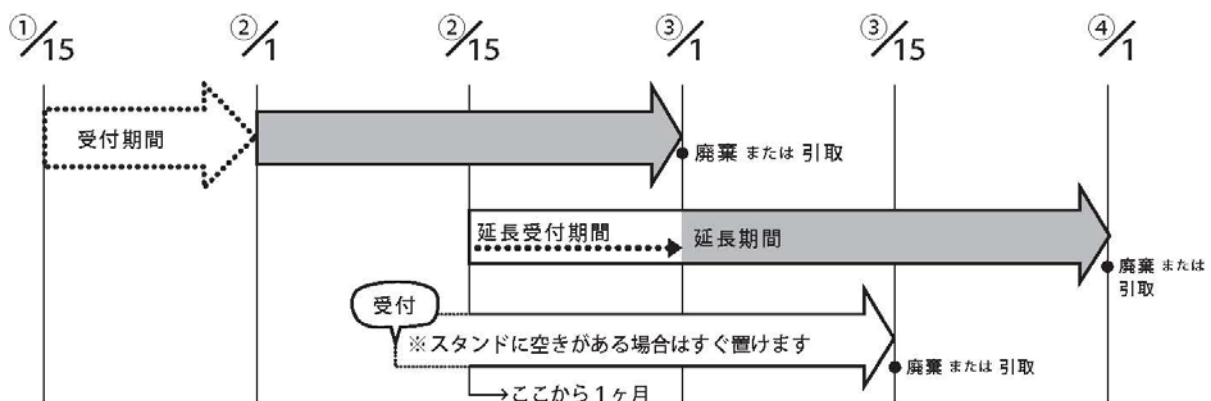 ①/15
②/1
②/15
③/1
③/15
④/1
受付期間
●廃棄 または 引取
延長受付期間
延長期間
●廃棄 または
引取
受付
※スタンドに空きがある場合はすぐ置けます
●廃棄 または 引取
→ここから1ヶ月